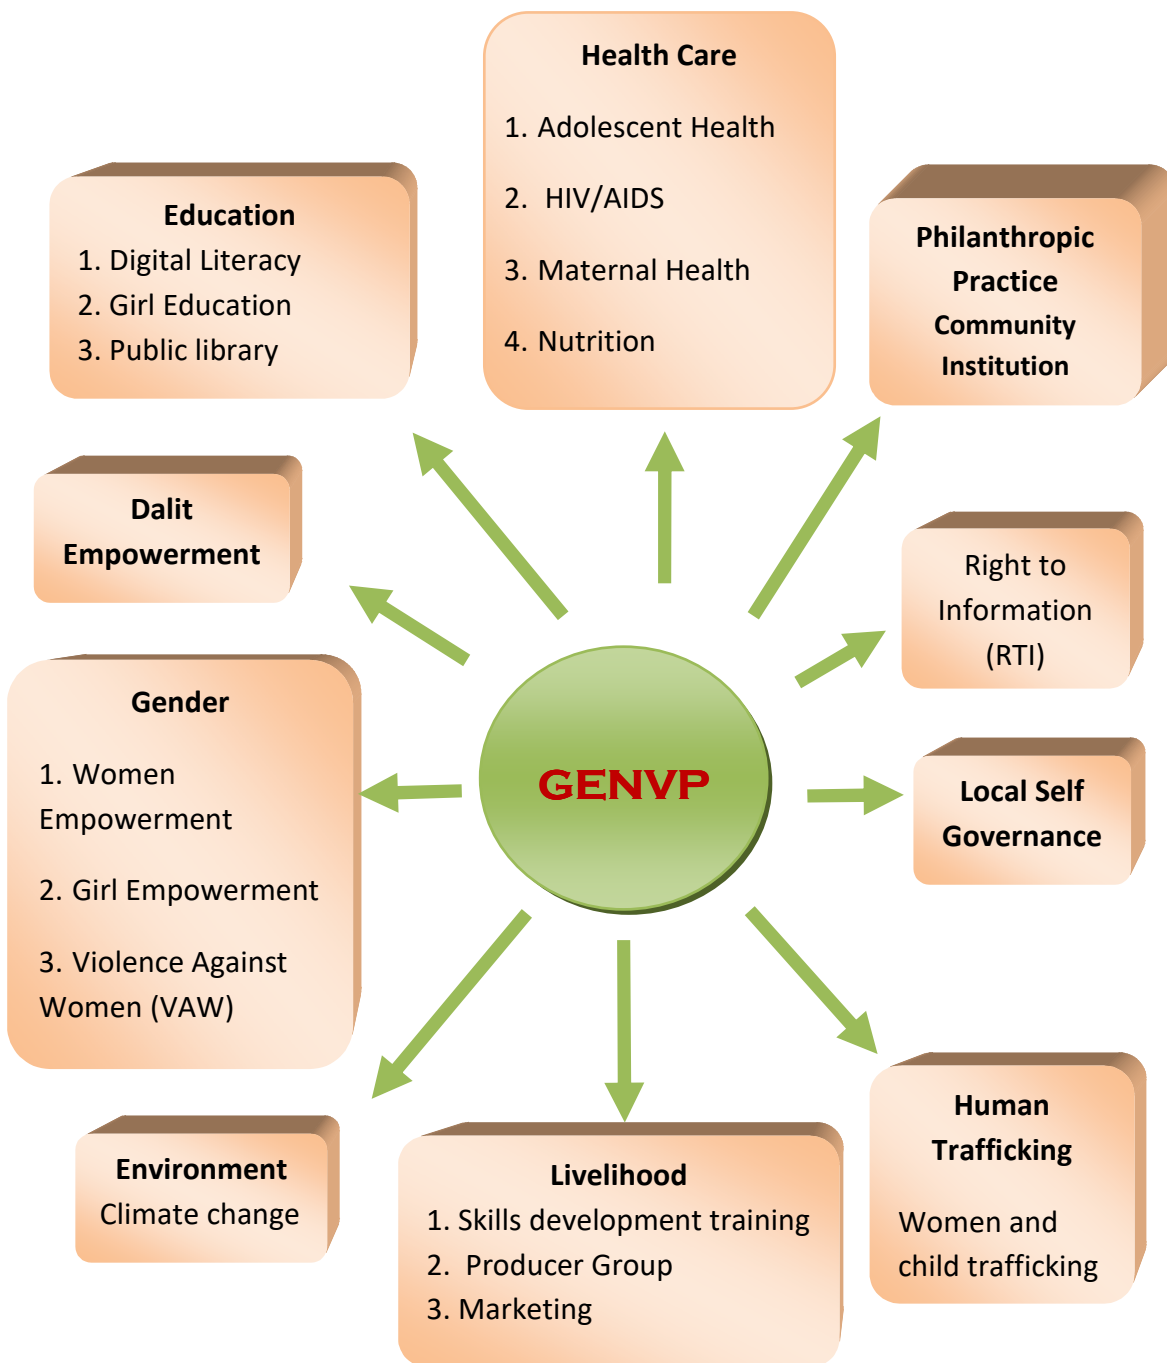 Health Care
1. Adolescent Health
2. HIV/AIDS
3. Maternal Health
4. Nutrition
Education
1. Digital Literacy
2. Girl Education
3. Public library
Philanthropic
Practice
Community
Institution
Dalit
Empowerment
Right to
Information
(RTI)
Gender
1. Women
Empowerment
2. Girl Empowerment
3. Violence Against
Women (VAW)
GENVP
Local Self
Governance
Environment
Climate change
Livelihood
1. Skills development training
2. Producer Group
3. Marketing
Human
Trafficking
Women and
child trafficking